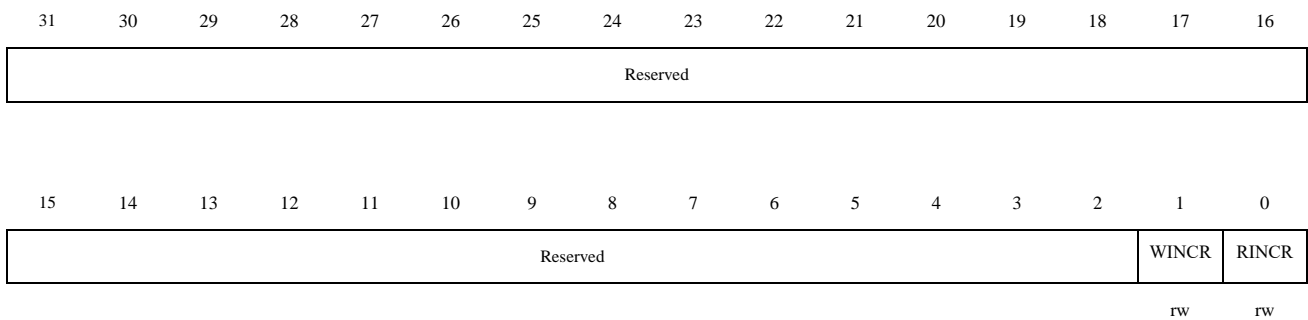 31 30 29 28 27 26 25 24 23 22 21 20 19 18 17 16
Reserved
15 14 13 12 11 10 9 8 7 6 5 4 3 2 1 0
Reserved WINCR RINCR
rw rw